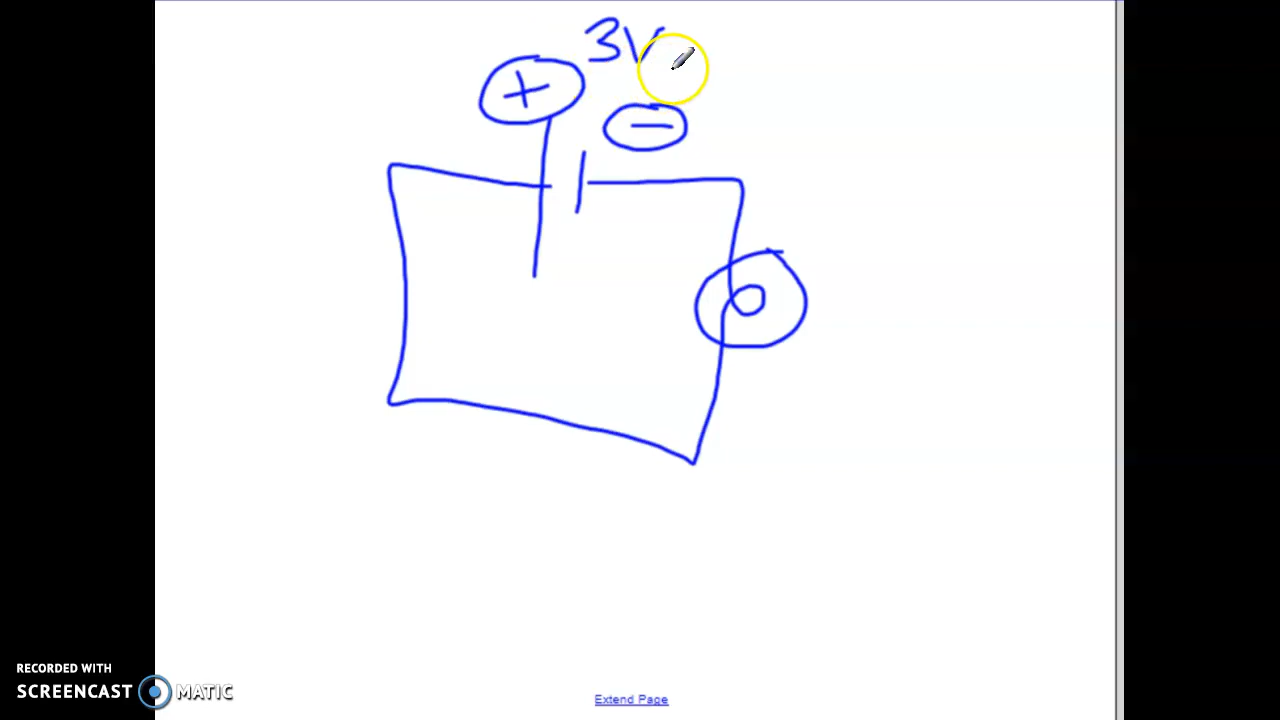 3V
+
−
RECORDED WITH
SCREENCAST MATIC
Extend Page